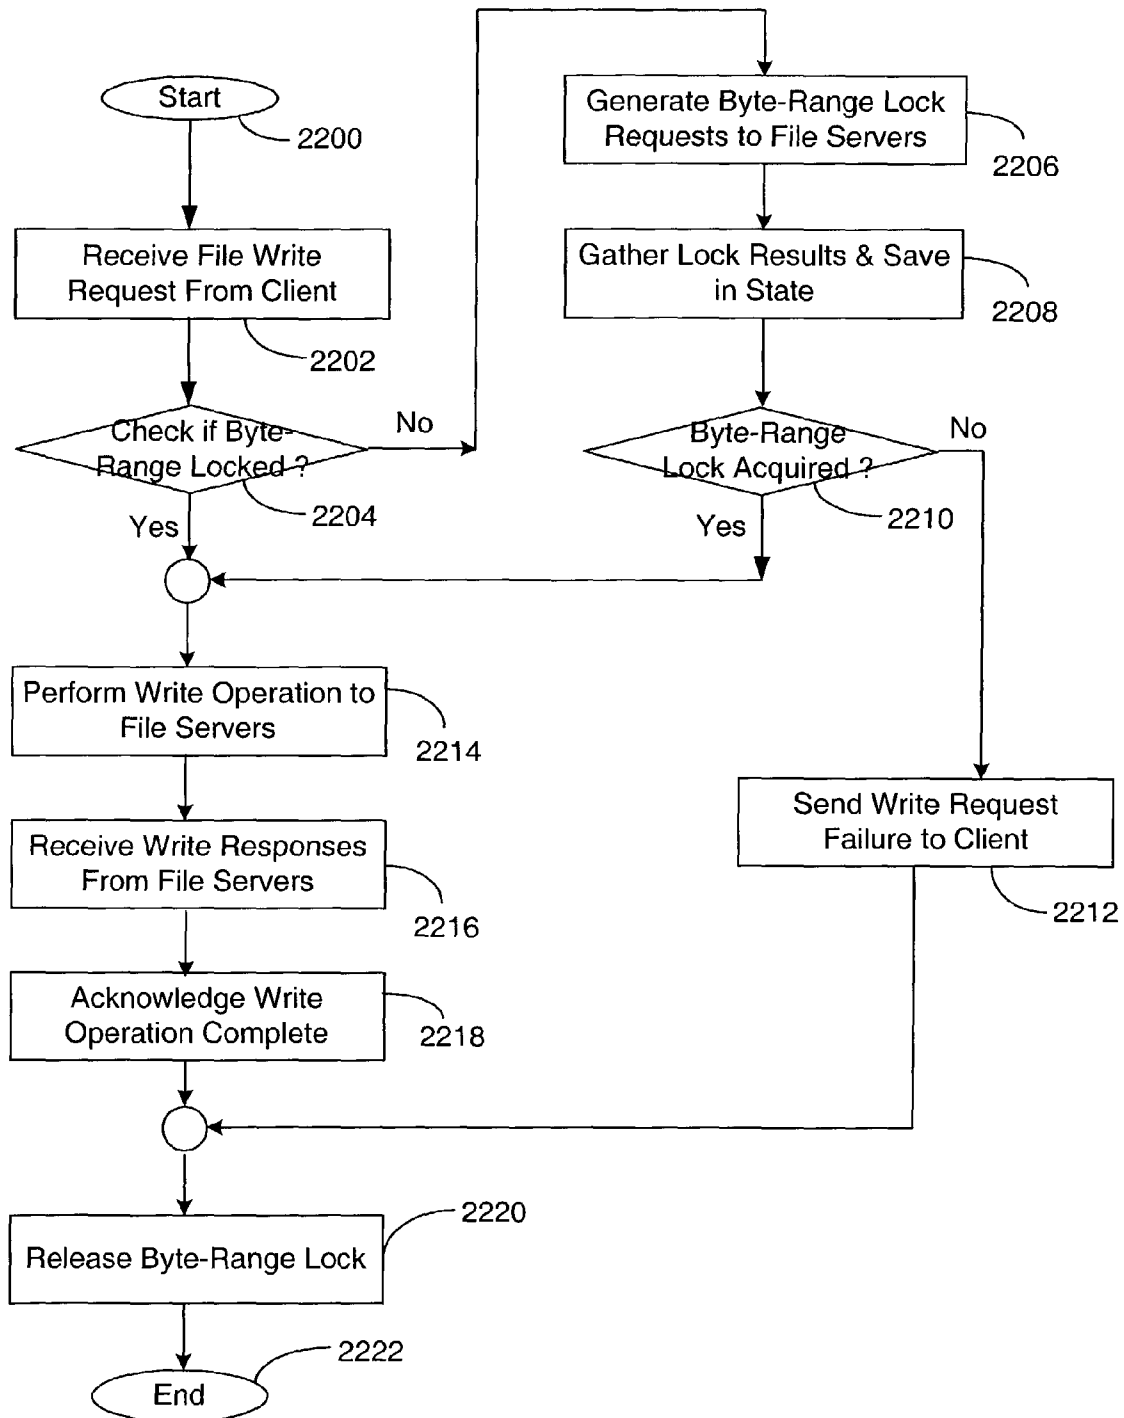 Start
2200
Receive File Write
Request From Client
2202
Check if Byte-
Range Locked ?
No
Yes
2204
Generate Byte-Range Lock
Requests to File Servers
2206
Gather Lock Results & Save
in State
2208
Byte-Range
Lock Acquired ?
No
Yes
2210
Perform Write Operation to
File Servers
2214
Send Write Request
Failure to Client
2212
Receive Write Responses
From File Servers
2216
Acknowledge Write
Operation Complete
2218
Release Byte-Range Lock
2220
End
2222